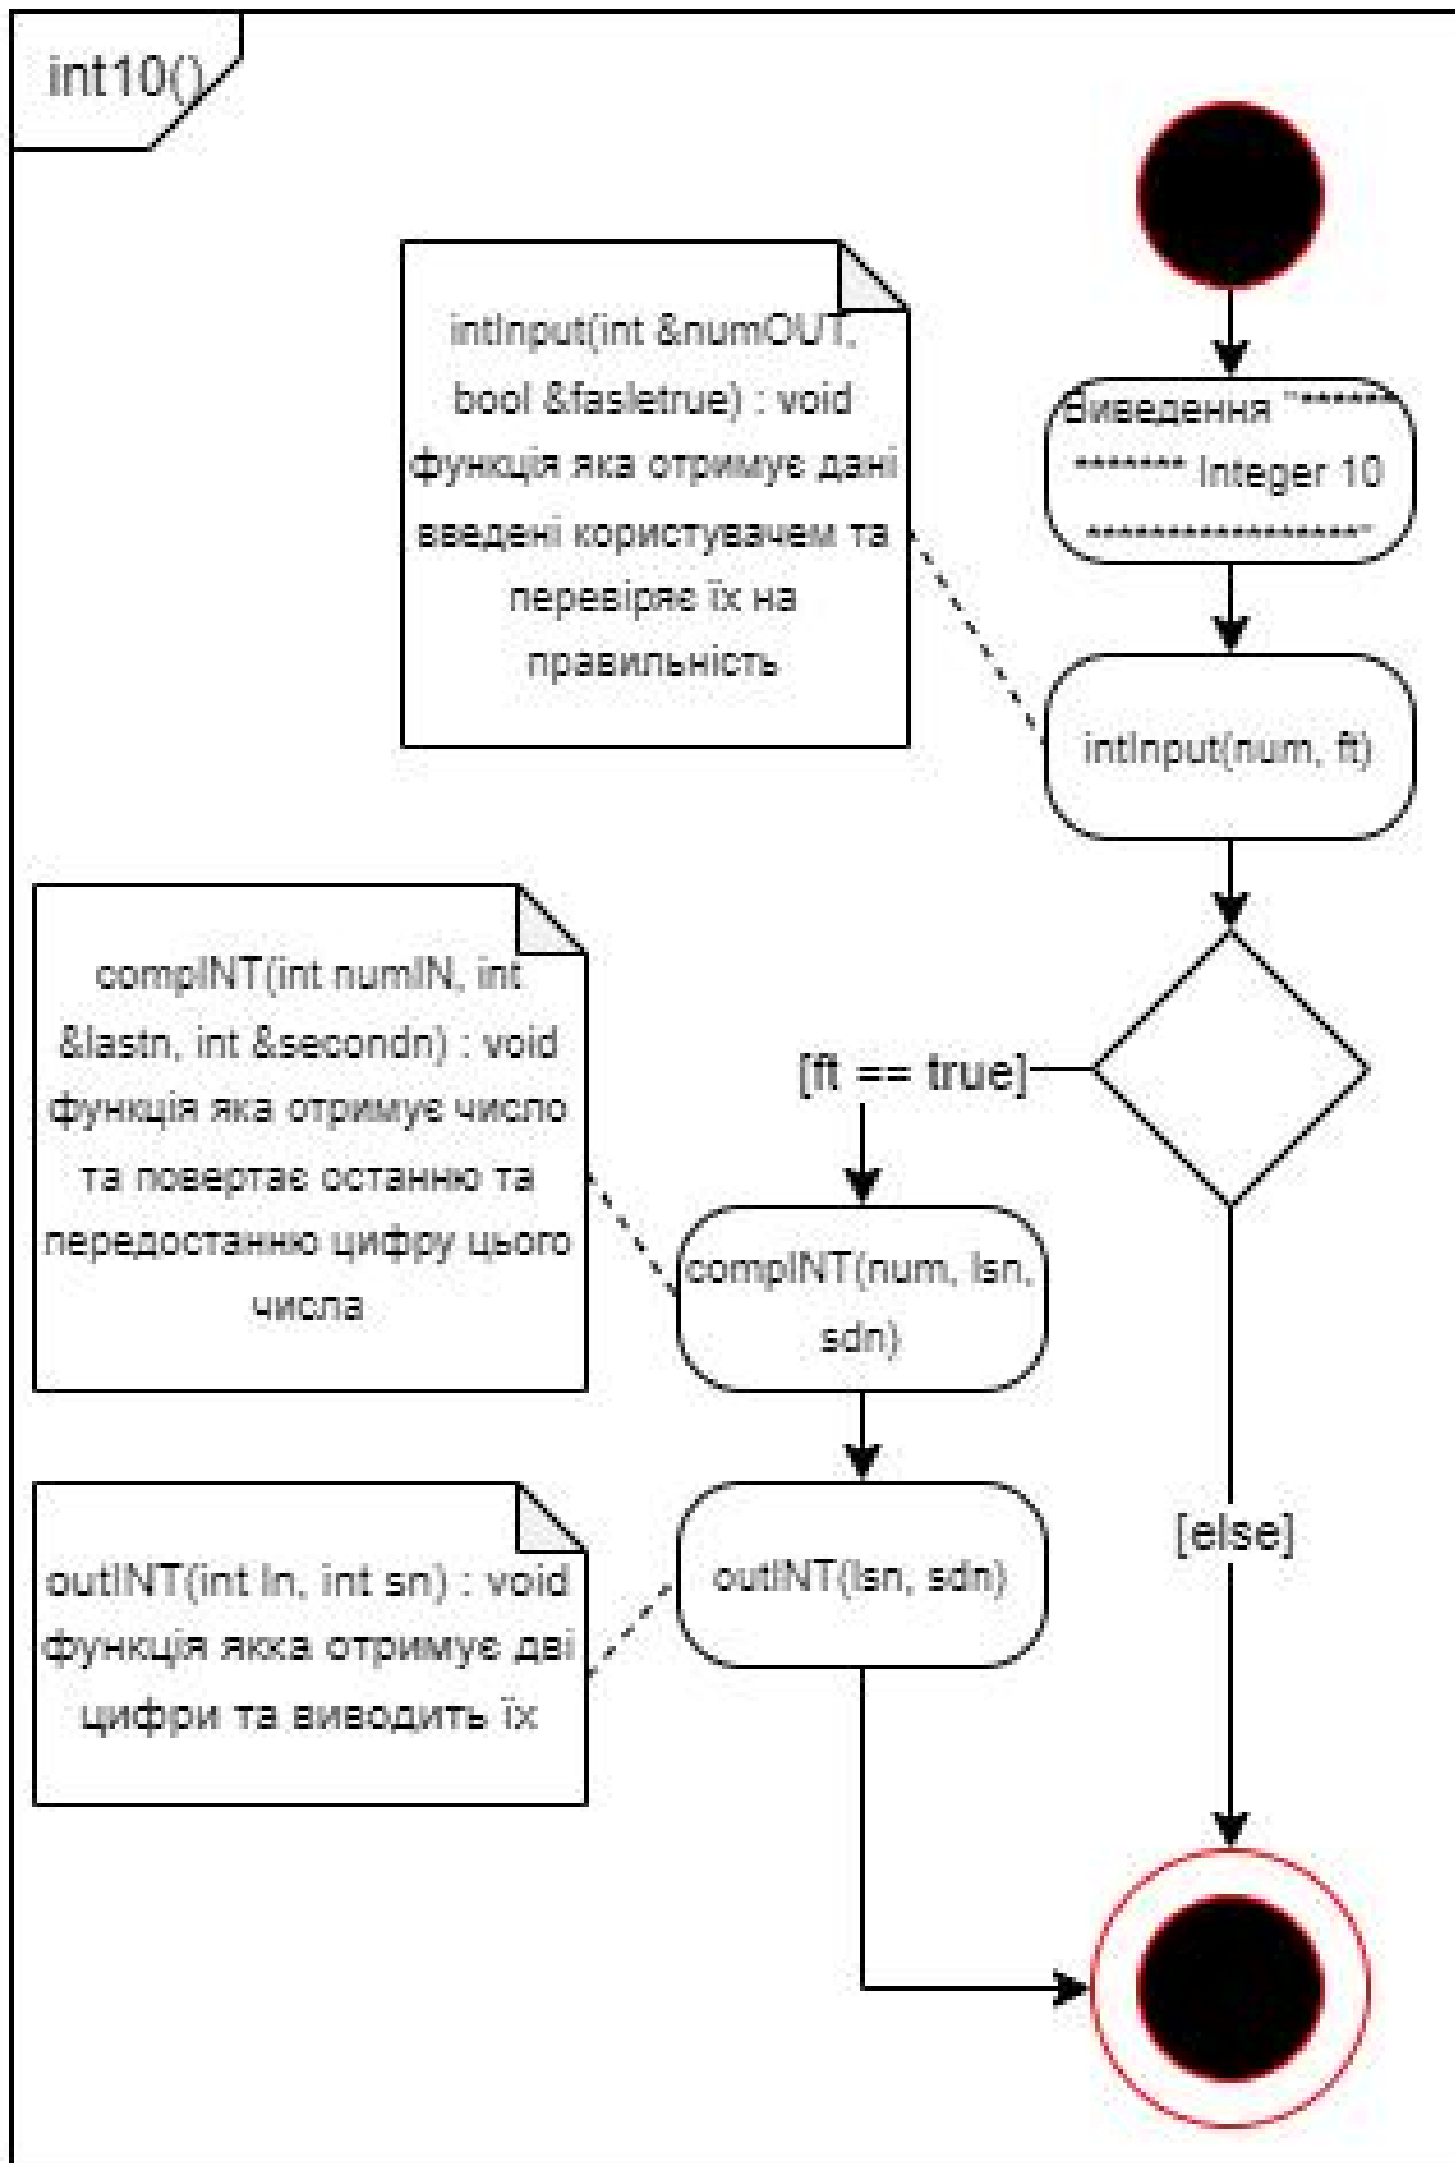 int10()
intInput(int &numOUT,
bool &fasletrue) : void
функція яка отримує дані
введені користувачем та
перевіряє їх на
правильність
Виведення "*******
******* Integer 10
*****************"
intInput(num, ft)
[ft == true]
compINT(int numIN, int
&lastn, int &secondn) : void
функція яка отримує число
та повертає останню та
передостанню цифру цього
числа
compINT(num, lsn,
sdn)
outINT(int ln, int sn) : void
функція якка отримує дві
цифри та виводить їх
outINT(lsn, sdn)
[else]